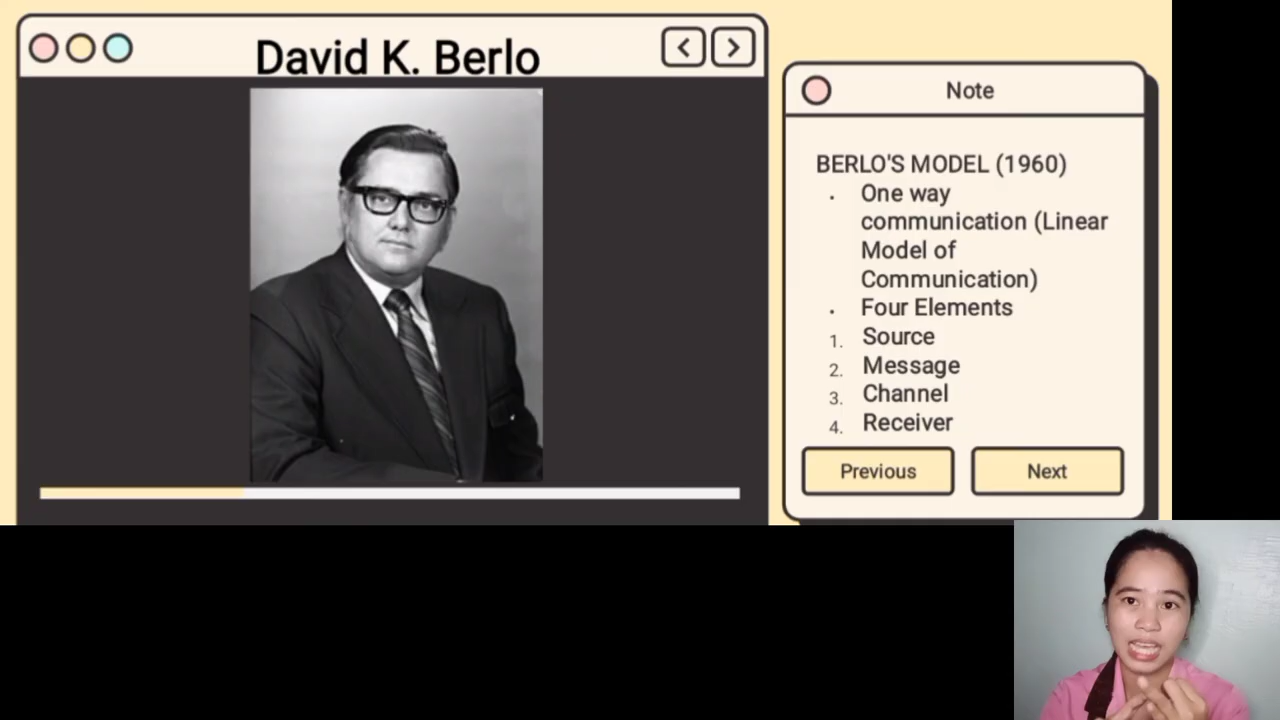 David K. Berlo
Note
BERLO'S MODEL (1960)
· One way
communication (Linear
Model of
Communication)
· Four Elements
1. Source
2. Message
3. Channel
4. Receiver
Previous
Next